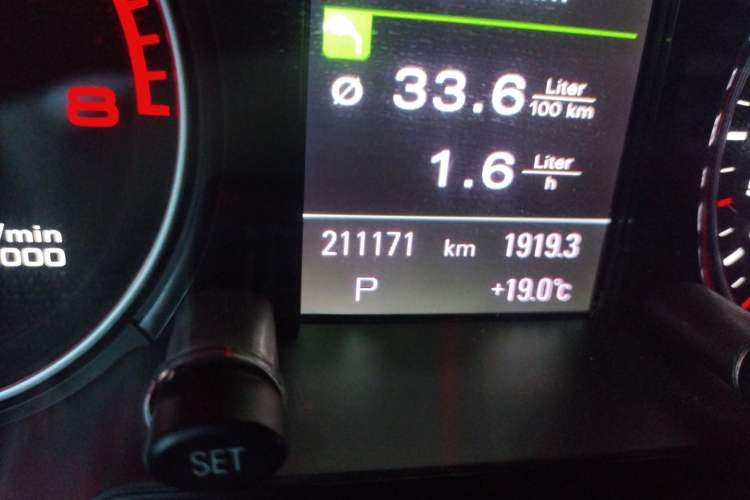 8
/min
000
Ø 33.6 Liter/100 km
1.6 Liter/h
211171 km 1919.3
P +19.0°C
SET